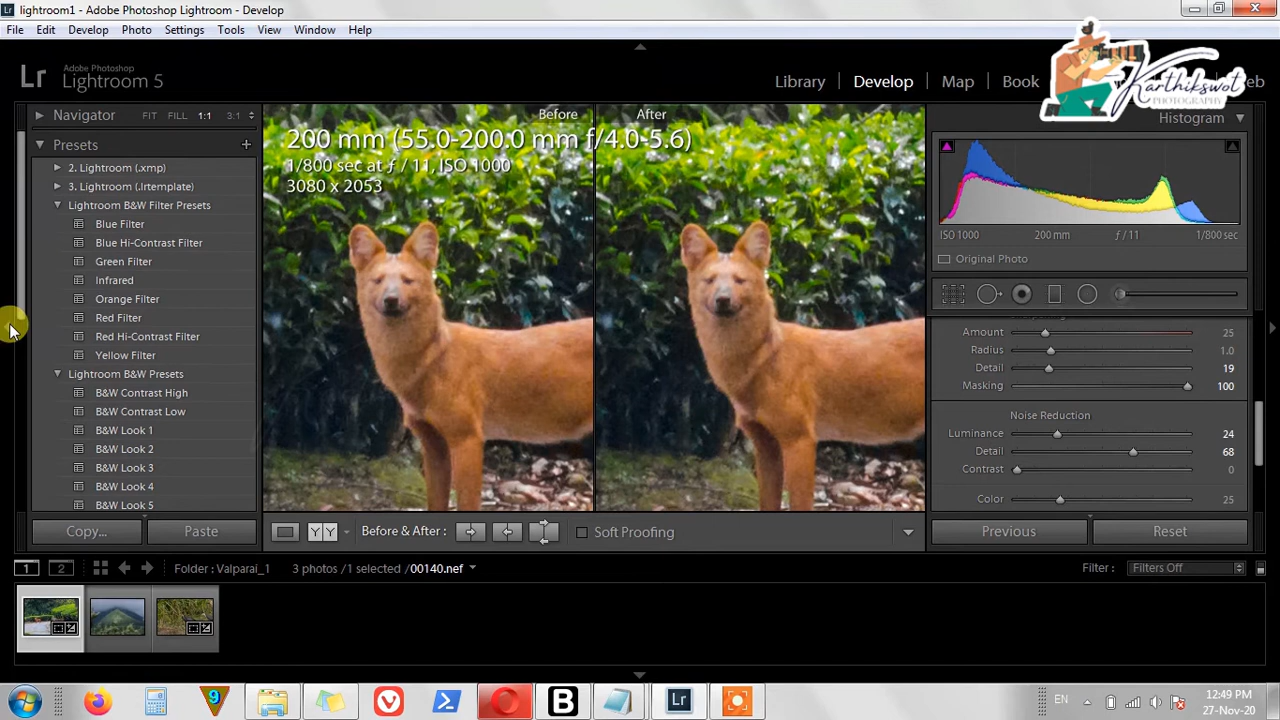 Lr lightroom1 - Adobe Photoshop Lightroom - Develop
File Edit Develop Photo Settings Tools View Window Help
Lr Adobe Photoshop
Lightroom 5
Library Develop Map Book
eb
Karthikswot
PHOTOGRAPHY
Navigator FIT FILL 1:1 3:1
Presets +
2. Lightroom (.xmp)
3. Lightroom (.lrtemplate)
Lightroom B&W Filter Presets
Blue Filter
Blue Hi-Contrast Filter
Green Filter
Infrared
Orange Filter
Red Filter
Red Hi-Contrast Filter
Yellow Filter
Lightroom B&W Presets
B&W Contrast High
B&W Contrast Low
B&W Look 1
B&W Look 2
B&W Look 3
B&W Look 4
B&W Look 5
Copy... Paste
Before After
200 mm (55.0-200.0 mm f/4.0-5.6)
1/800 sec at ƒ / 11, ISO 1000
3080 x 2053
Y Y Before & After : Soft Proofing
Histogram
ISO 1000 200 mm ƒ / 11 1/800 sec
Original Photo
Amount 25
Radius 1.0
Detail 19
Masking 100
Noise Reduction
Luminance 24
Detail 68
Contrast 0
Color 25
Previous Reset
1 2 Folder : Valparai_1 3 photos /1 selected /00140.nef Filter : Filters Off
9 B Lr EN 12:49 PM
27-Nov-20